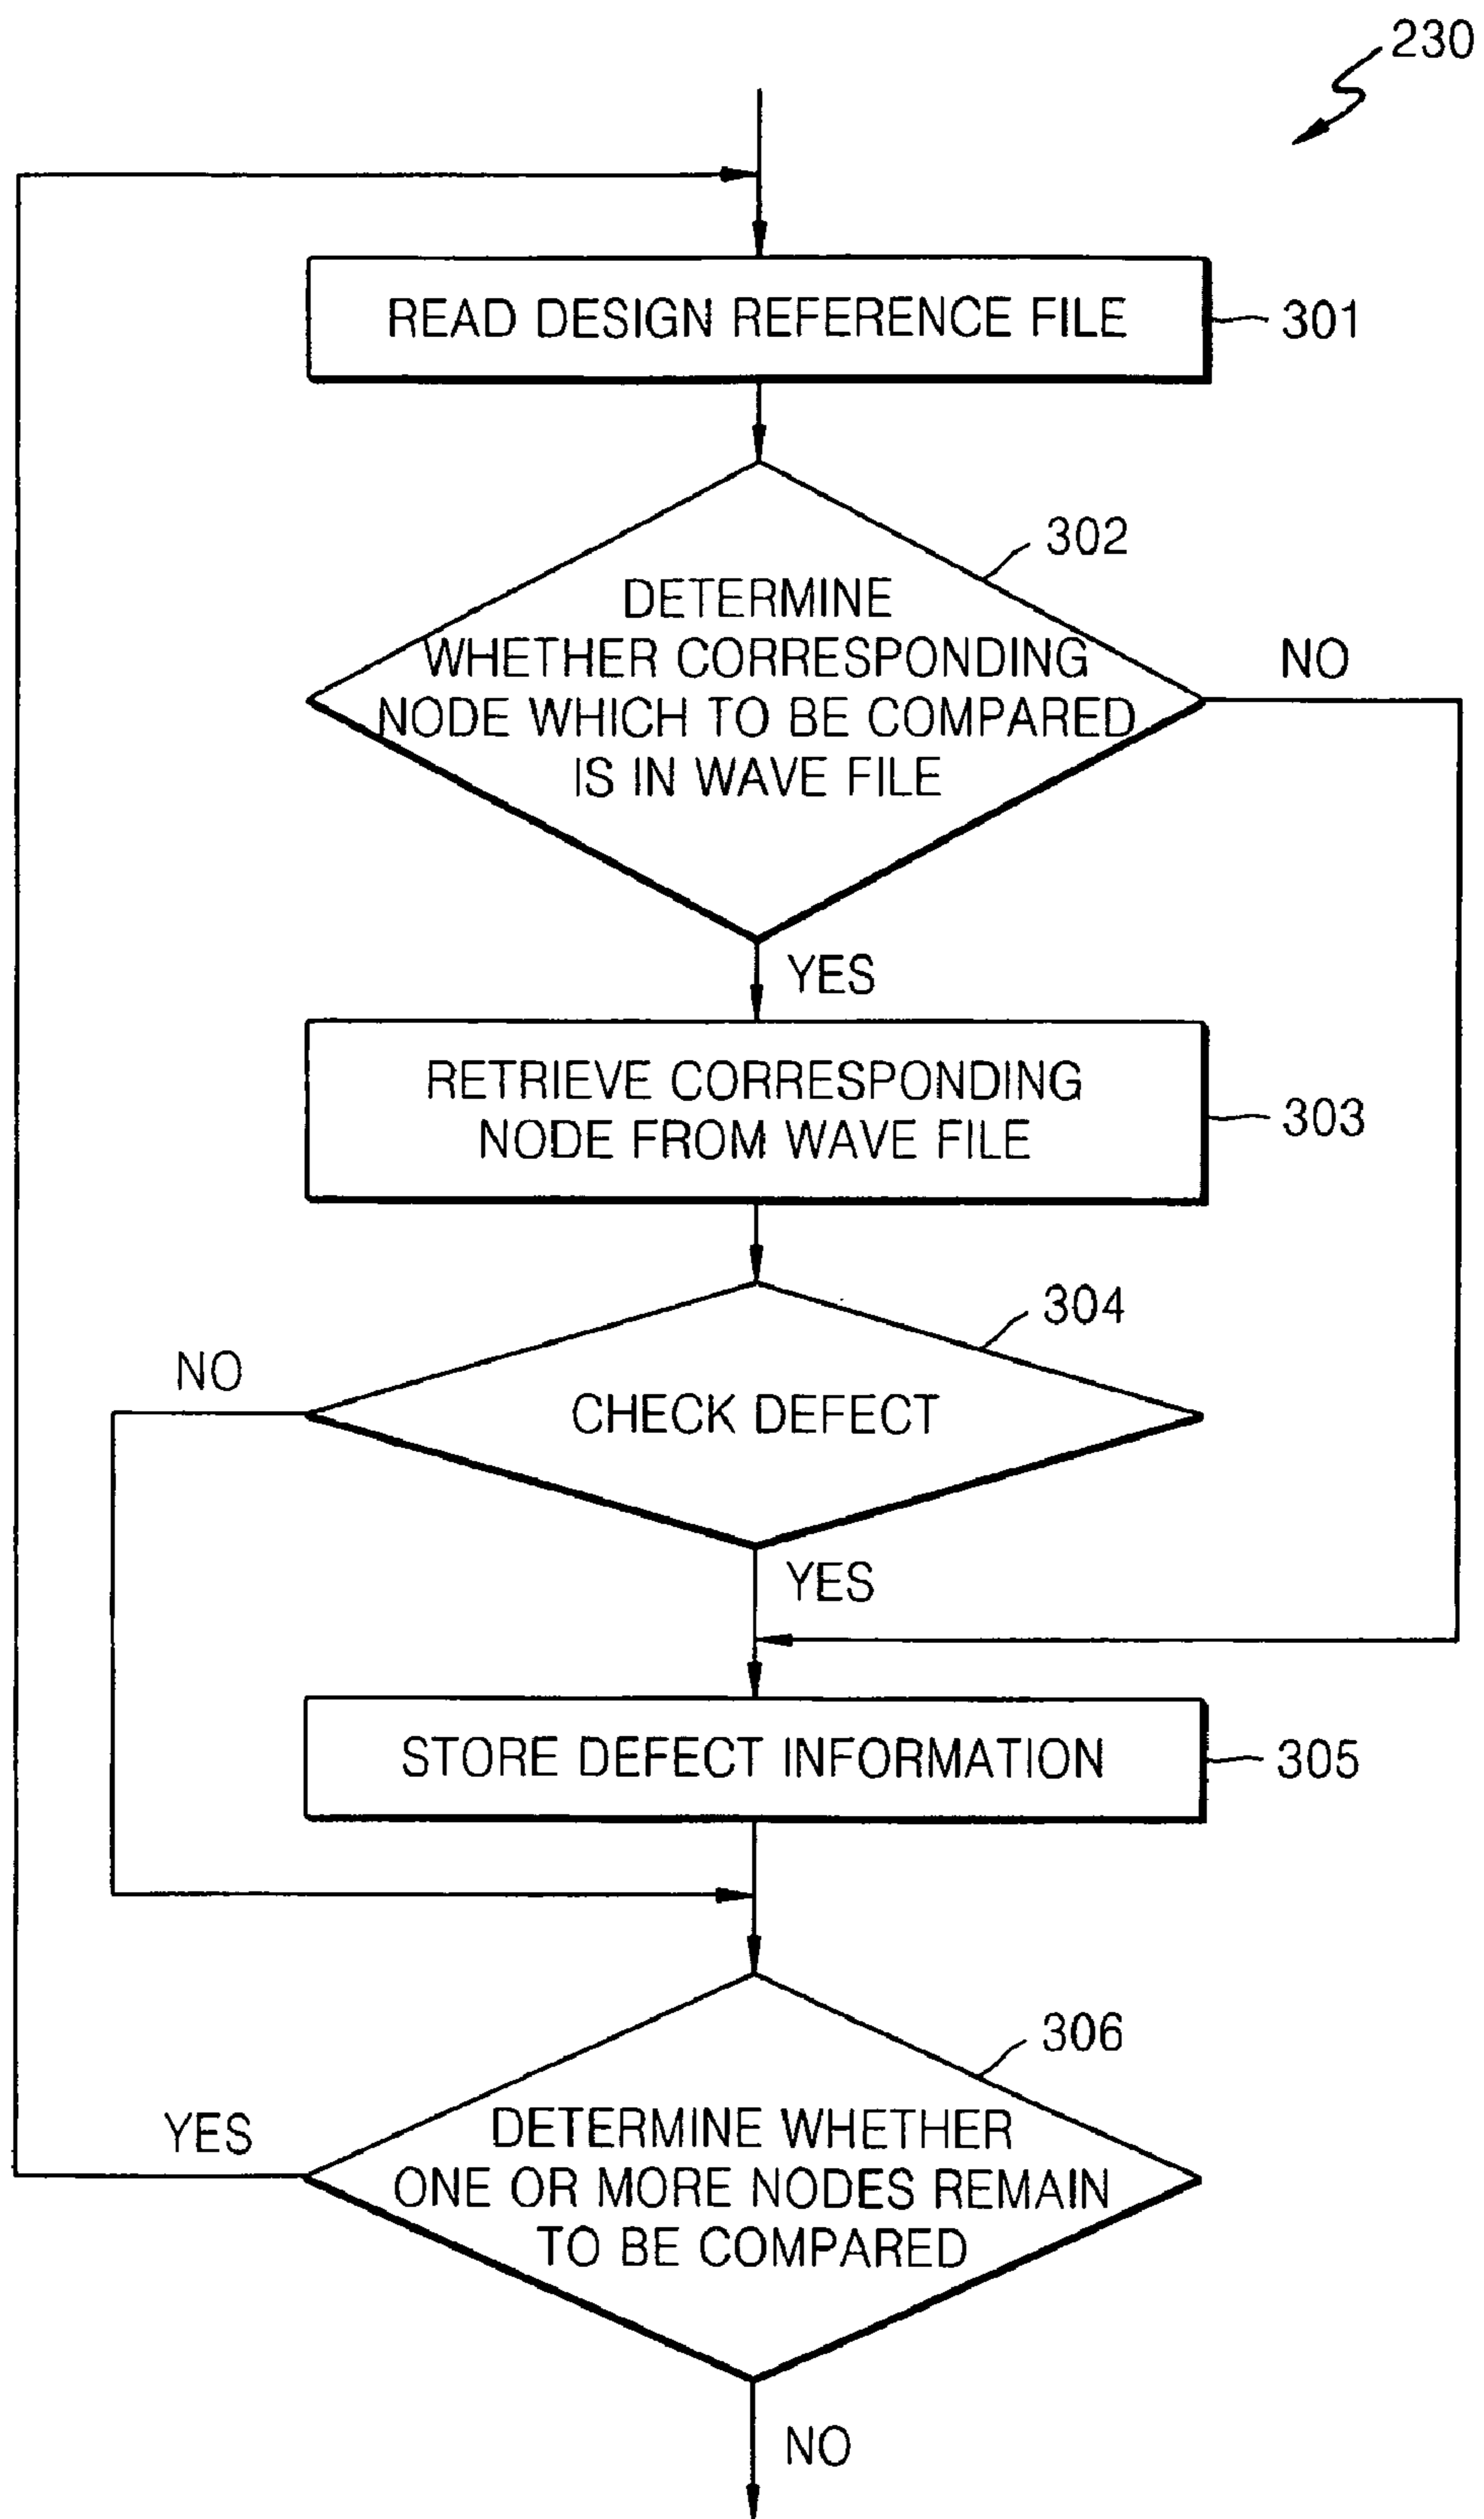 230
READ DESIGN REFERENCE FILE
301
302
DETERMINE
WHETHER CORRESPONDING
NODE WHICH TO BE COMPARED
IS IN WAVE FILE
NO
YES
RETRIEVE CORRESPONDING
NODE FROM WAVE FILE
303
304
NO
CHECK DEFECT
YES
STORE DEFECT INFORMATION
305
306
YES
DETERMINE WHETHER
ONE OR MORE NODES REMAIN
TO BE COMPARED
NO